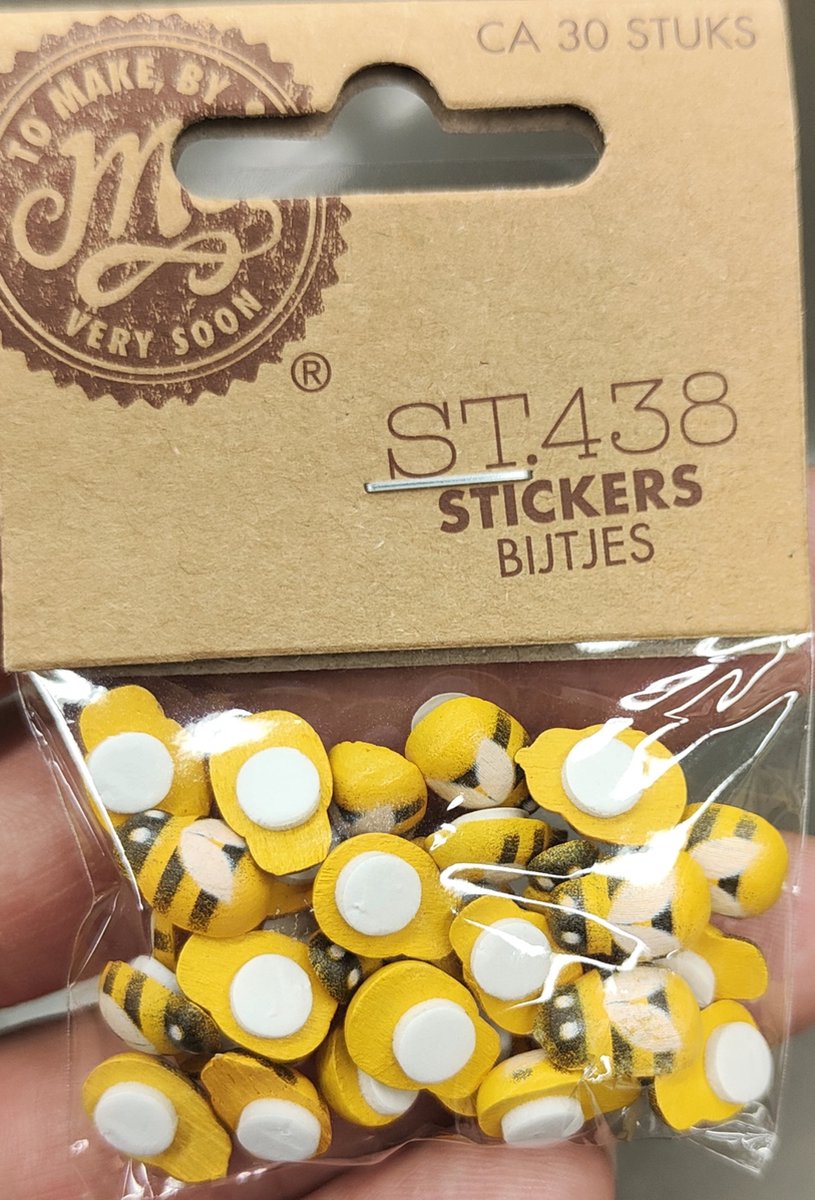 CA 30 STUKS
TO MAKE, BY
M
VERY SOON
®
ST.438
STICKERS
BIJTJES